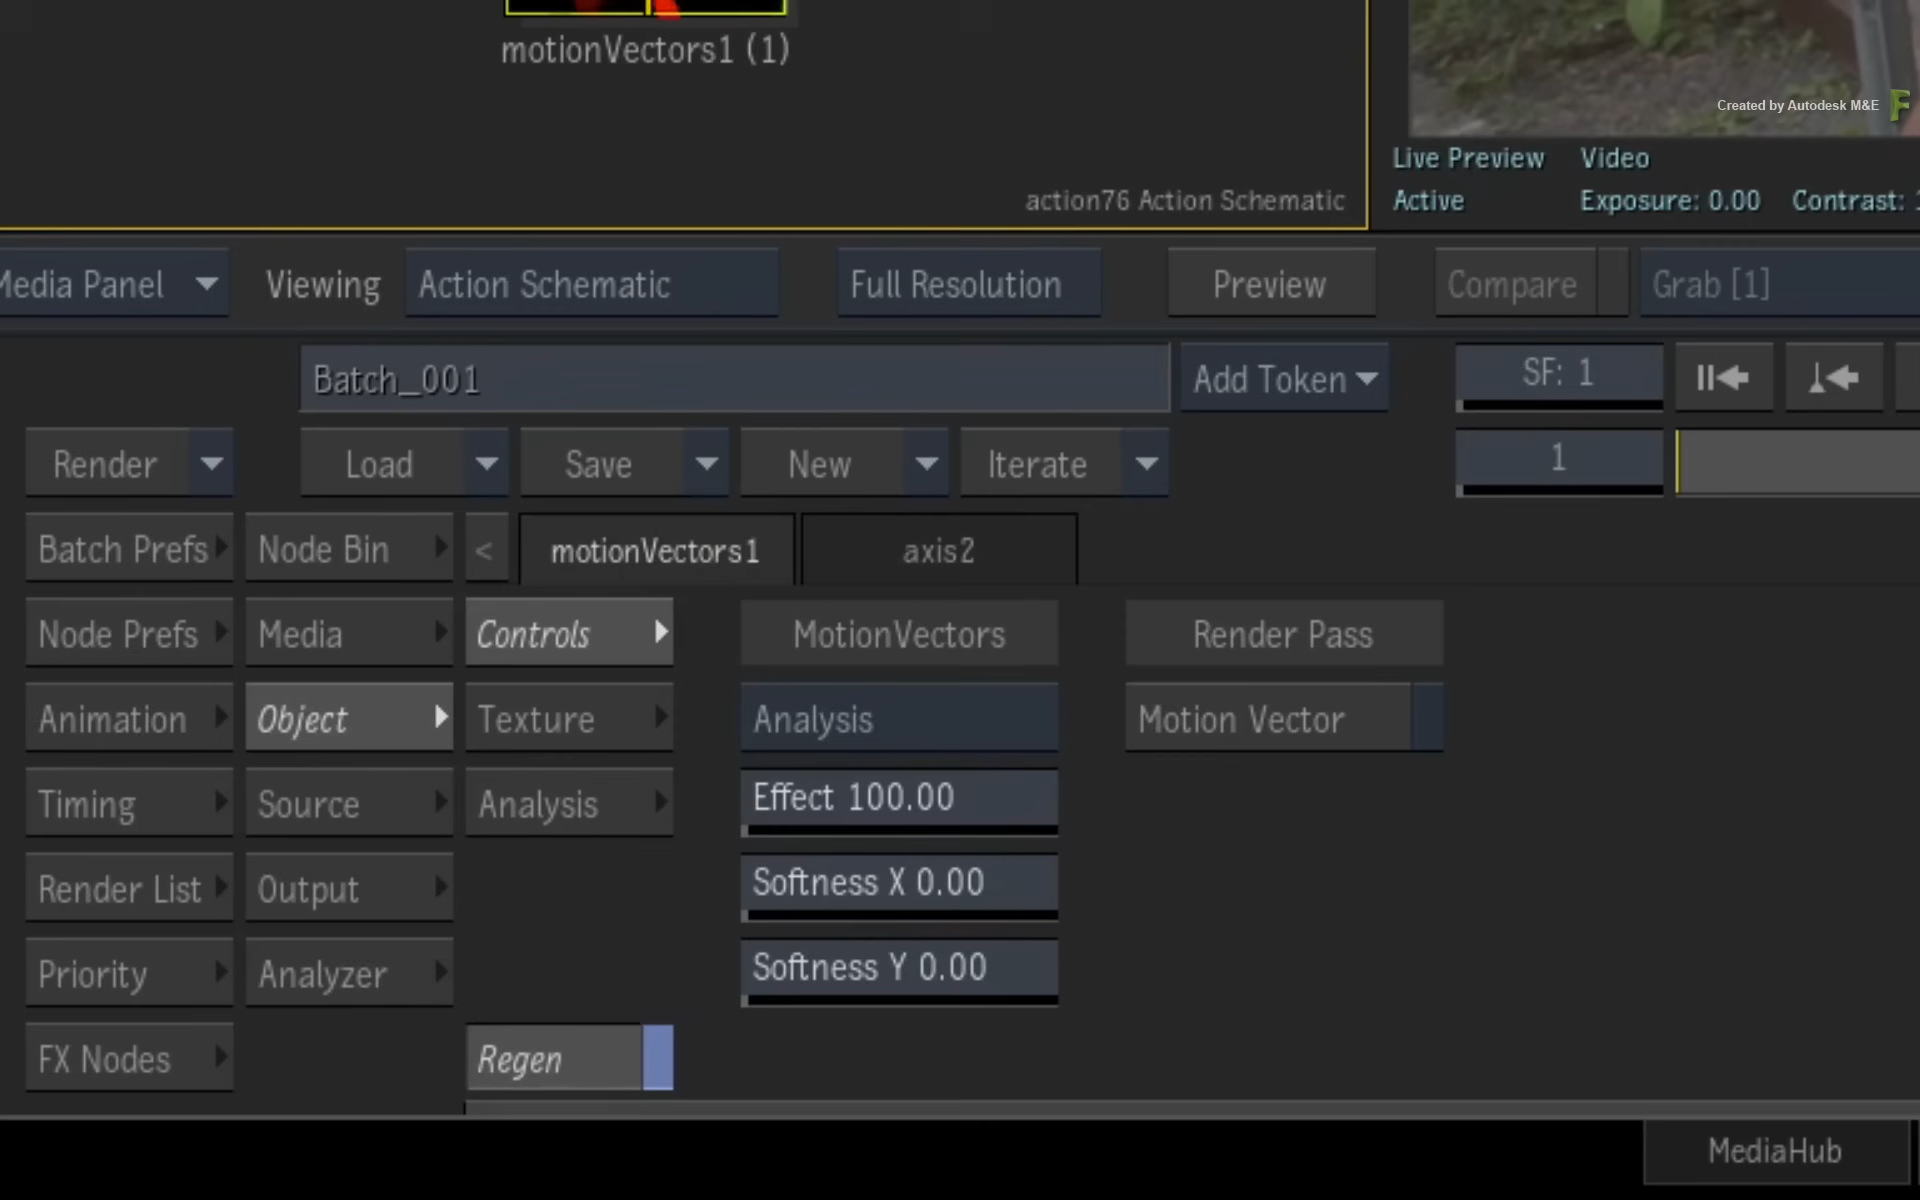 motionVectors1 (1)
Created by Autodesk M&E
Live Preview Video
action76 Action Schematic
Active Exposure: 0.00 Contrast:
Media Panel Viewing Action Schematic Full Resolution Preview Compare Grab [1]
Batch_001 Add Token SF: 1
Render Load Save New Iterate 1
Batch Prefs Node Bin < motionVectors1 axis2
Node Prefs Media Controls MotionVectors Render Pass
Animation Object Texture Analysis Motion Vector
Timing Source Analysis Effect 100.00
Render List Output Softness X 0.00
Priority Analyzer Softness Y 0.00
FX Nodes Regen
MediaHub